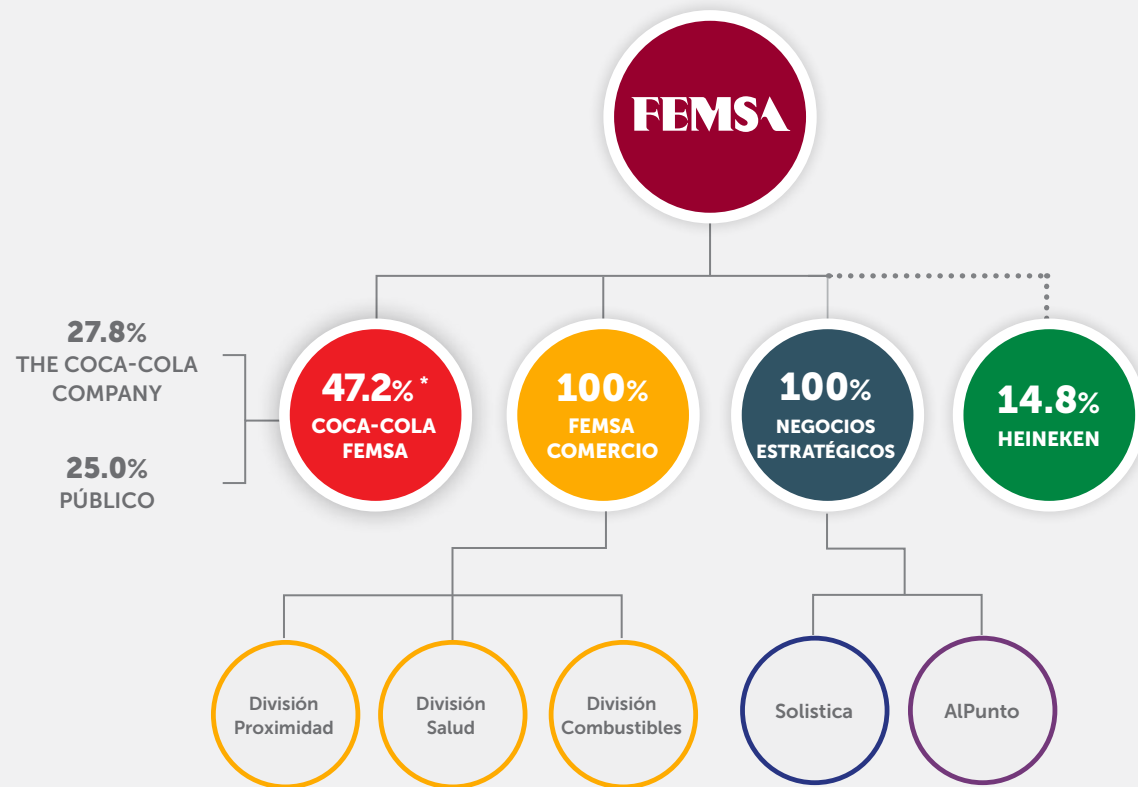 FEMSA
27.8%
THE COCA-COLA
COMPANY
25.0%
PÚBLICO
47.2% *
COCA-COLA
FEMSA
100%
FEMSA
COMERCIO
100%
NEGOCIOS
ESTRATÉGICOS
14.8%
HEINEKEN
División
Proximidad
División
Salud
División
Combustibles
Solistica
AlPunto